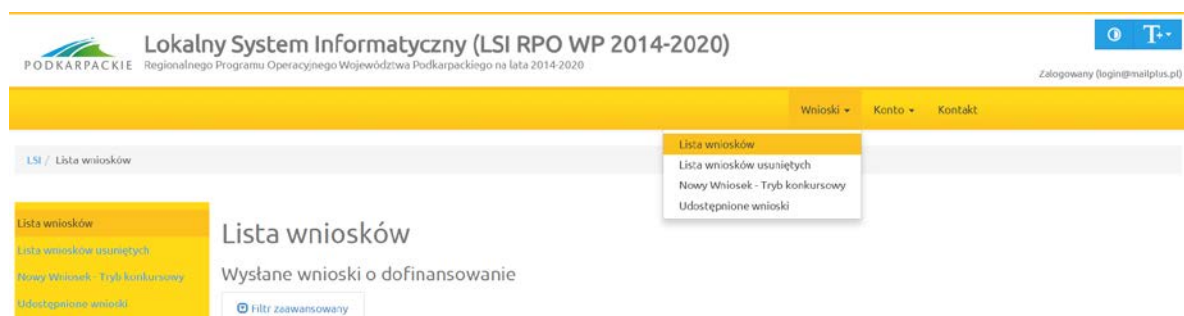 Lokalny System Informatyczny (LSI RPO WP 2014-2020)
PODKARPACKIE
Regionalnego Programu Operacyjnego Województwa Podkarpackiego na lata 2014-2020
T+
Zalogowany (login@mailplus.pl)
Wnioski Konto Kontakt
Lista wniosków
Lista wniosków usuniętych
Nowy Wniosek - Tryb konkursowy
Udostępnione wnioski
LSI / Lista wniosków
Lista wniosków
Lista wniosków usuniętych
Nowy Wniosek - Tryb konkursowy
Udostępnione wnioski
Lista wniosków
Wysłane wnioski o dofinansowanie
Filtr zaawansowany